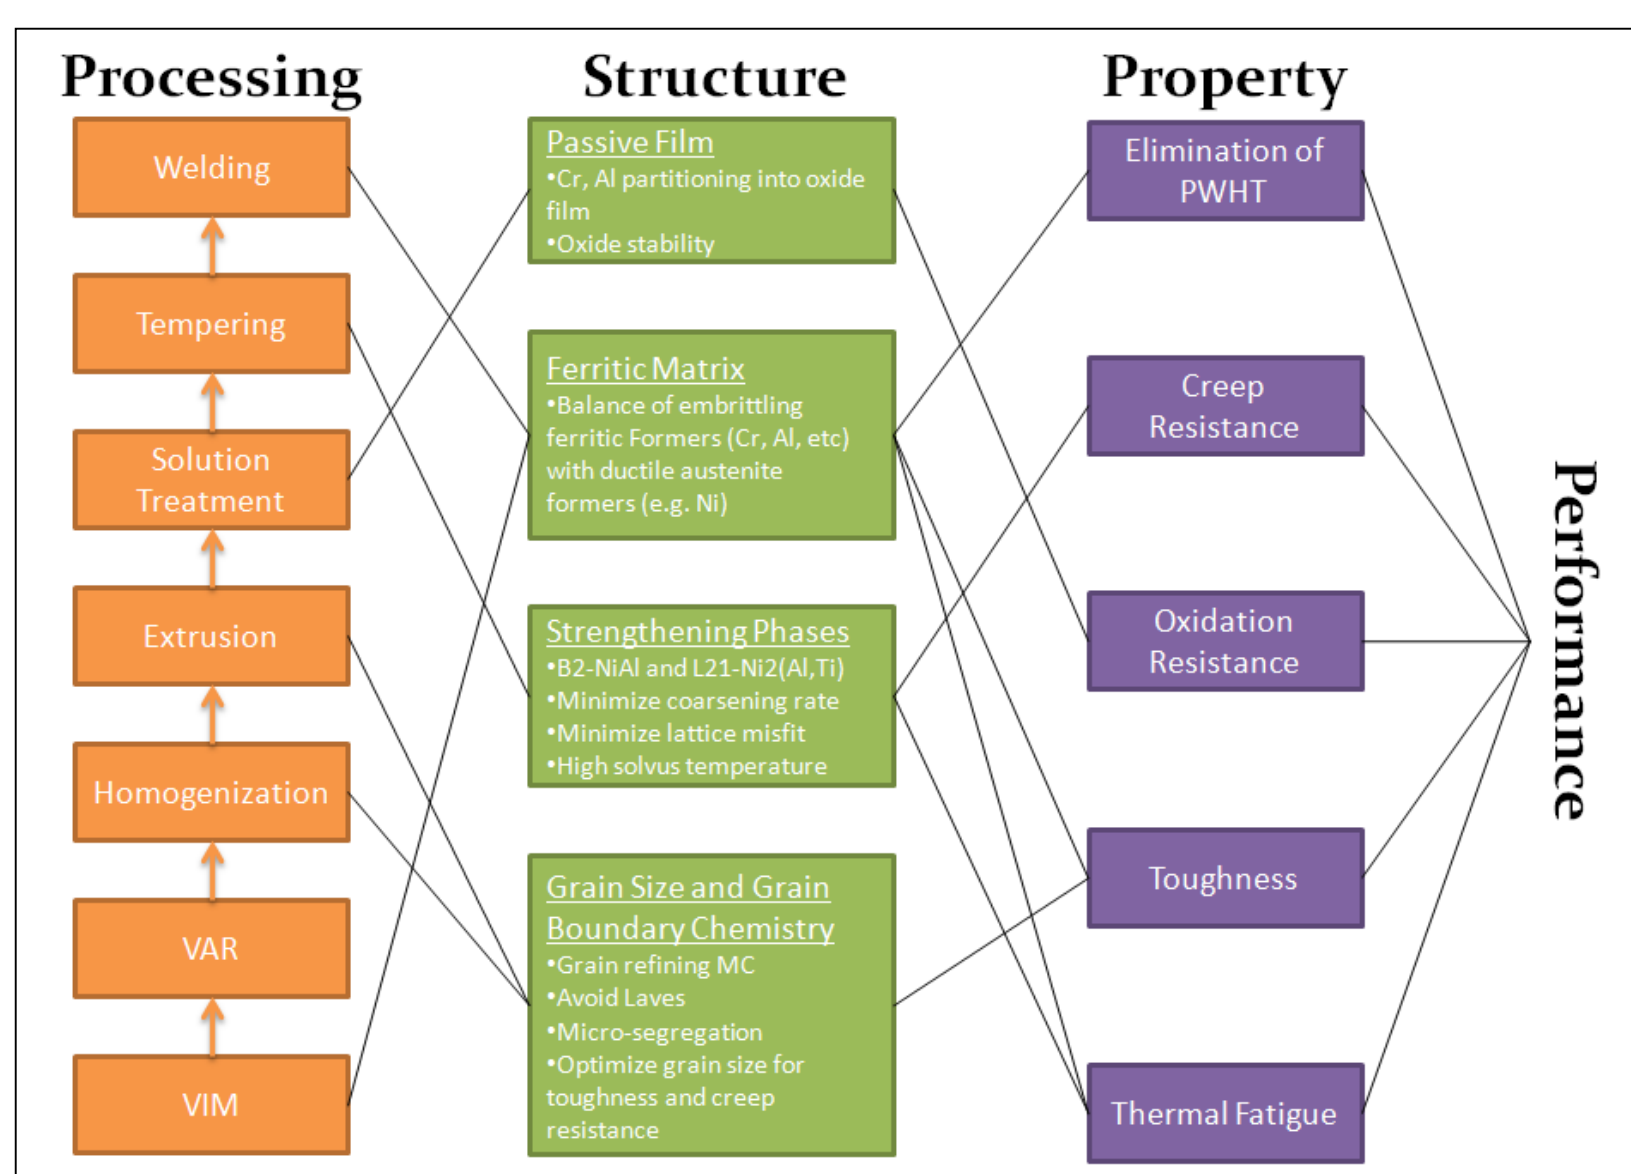 Processing
Structure
Property
Welding
Tempering
Solution
Treatment
Extrusion
Homogenization
VAR
VIM
Passive Film
•Cr, Al partitioning into oxide
film
•Oxide stability
Ferritic Matrix
•Balance of embrittling
ferritic Formers (Cr, Al, etc)
with ductile austenite
formers (e.g. Ni)
Strengthening Phases
•B2-NiAl and L21-Ni2(Al,Ti)
•Minimize coarsening rate
•Minimize lattice misfit
•High solvus temperature
Grain Size and Grain
Boundary Chemistry
•Grain refining MC
•Avoid Laves
•Micro-segregation
•Optimize grain size for
toughness and creep
resistance
Elimination of
PWHT
Creep
Resistance
Oxidation
Resistance
Toughness
Thermal Fatigue
Performance